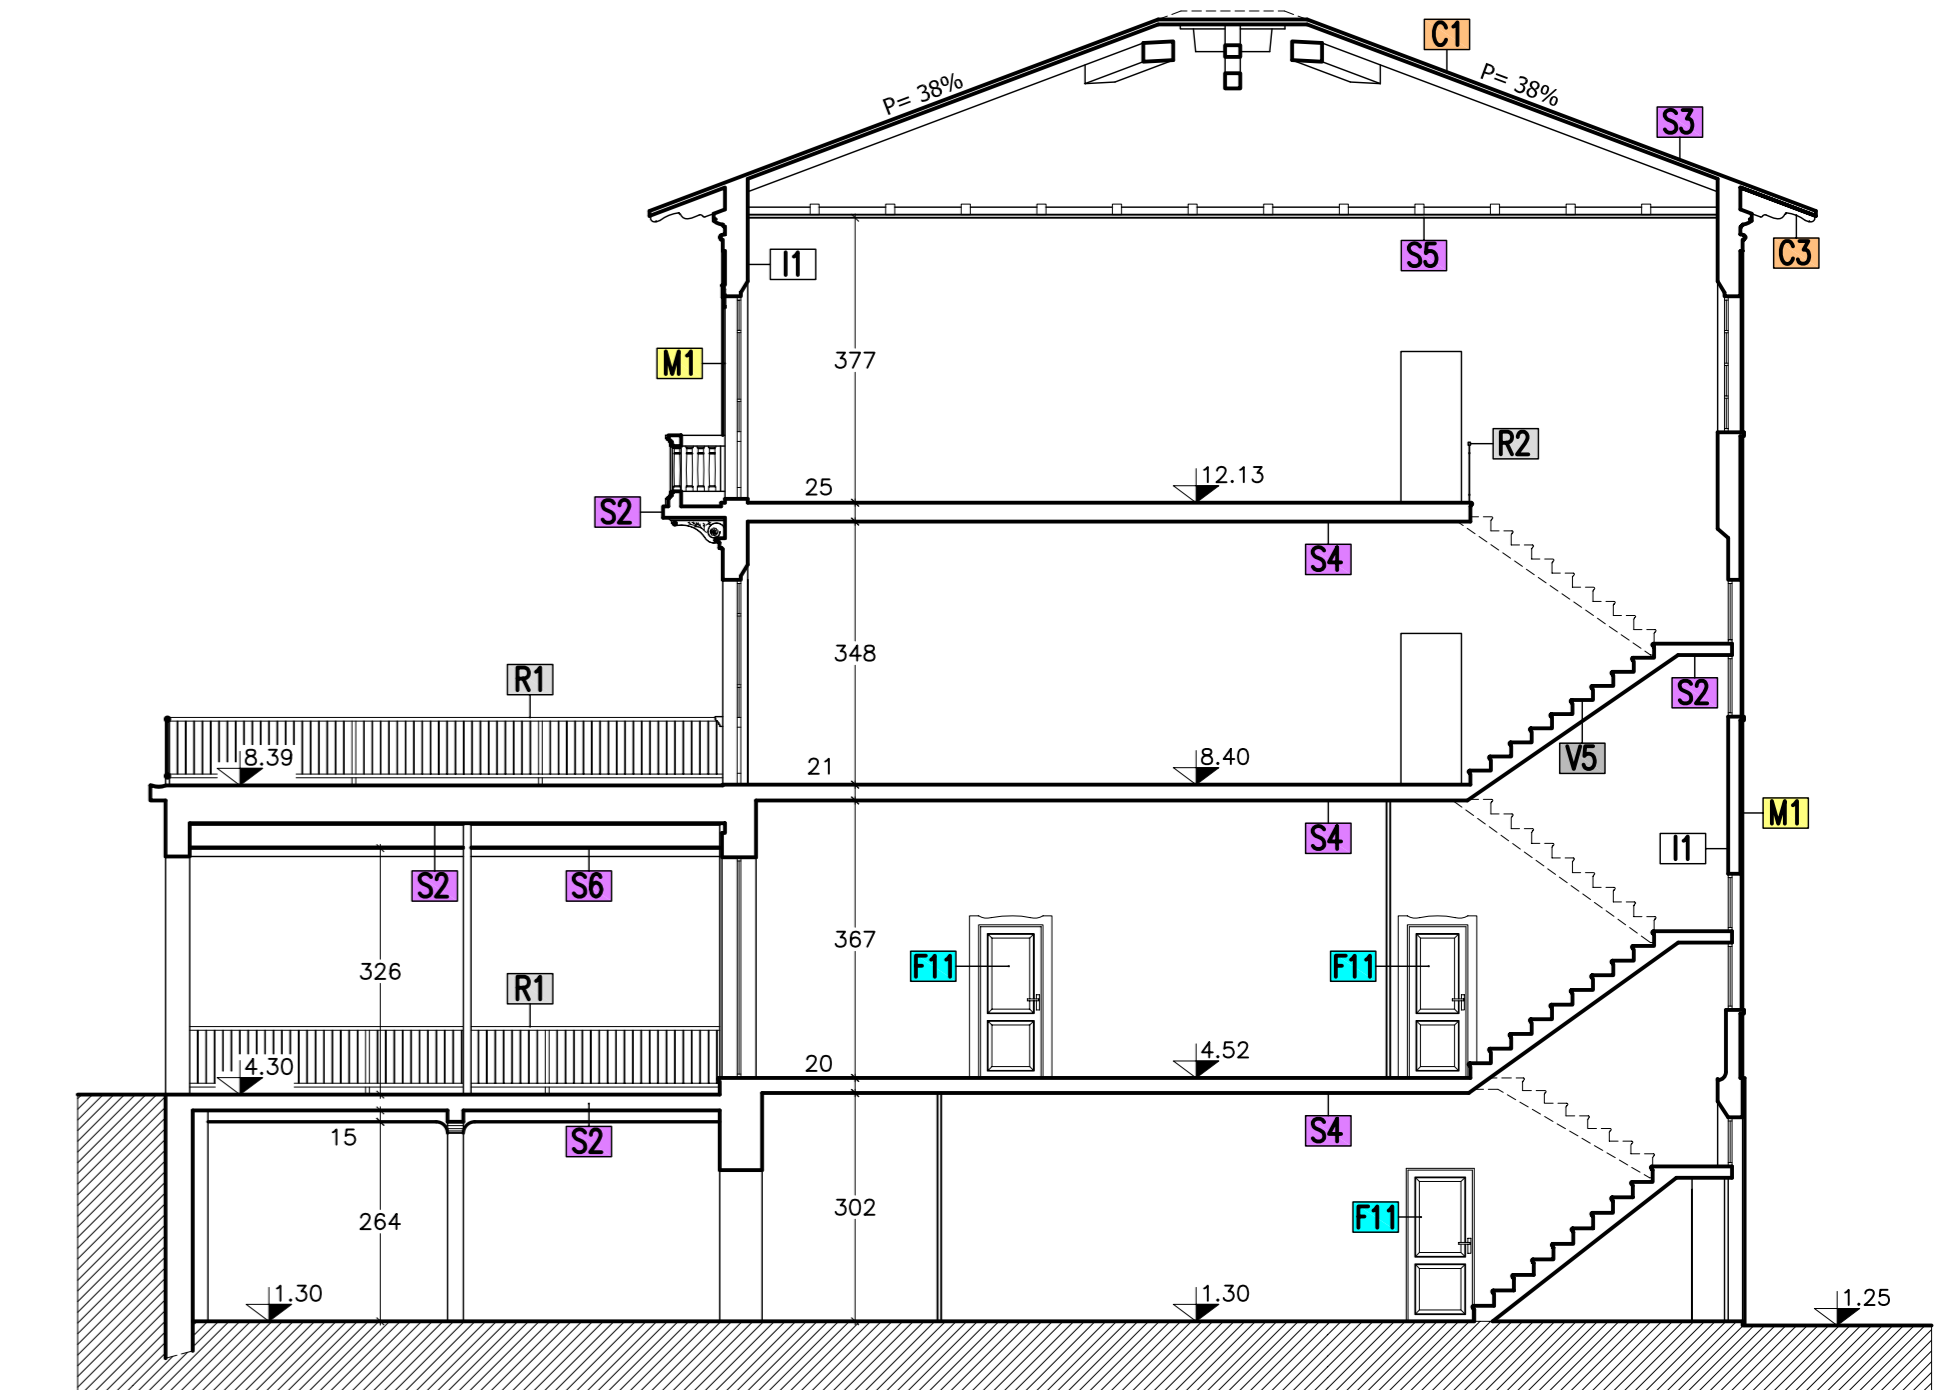 C1
P= 38%
P= 38%
S3
I1
S5
C3
377
M1
R2
12.13
25
S2
S4
348
R1
S2
8.39
21
8.40
V5
S4
M1
I1
S2
S6
367
F11
F11
326
R1
4.30
20
4.52
15
S2
S4
264
302
F11
1.30
1.30
1.25